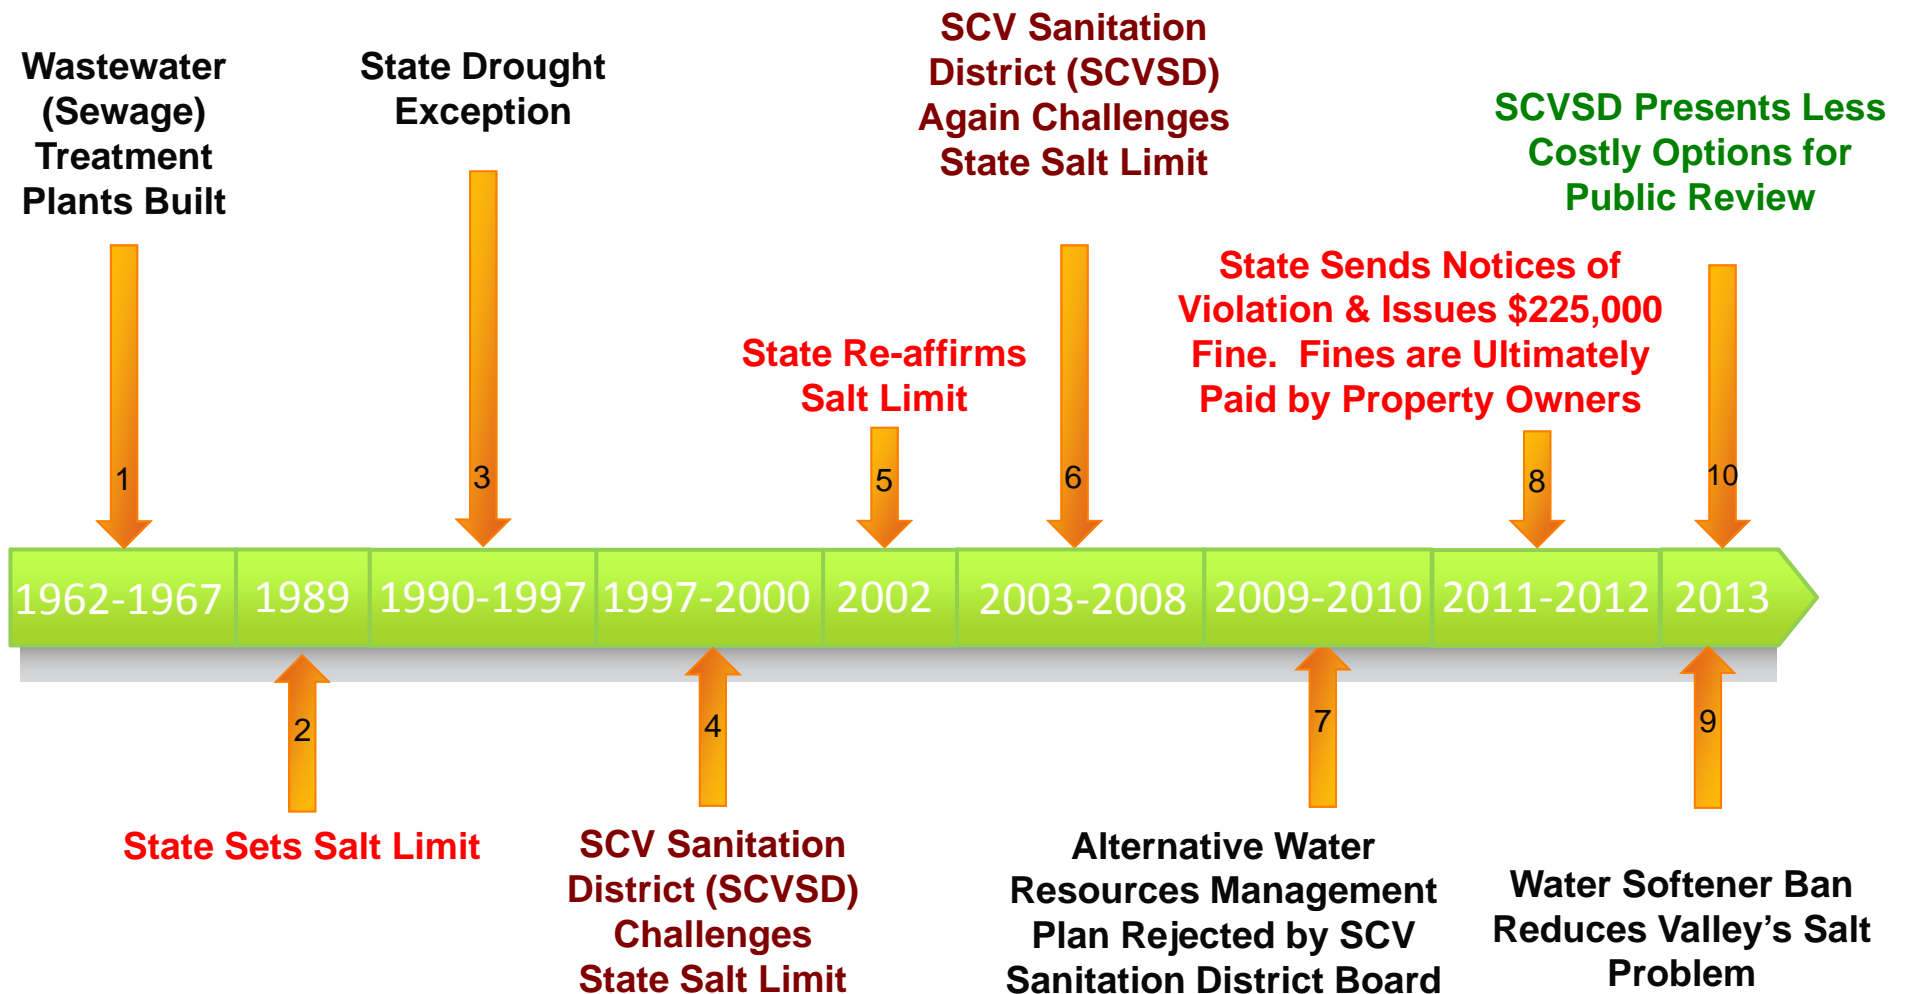 Wastewater
(Sewage)
Treatment
Plants Built
State Drought
Exception
SCV Sanitation
District (SCVSD)
Again Challenges
State Salt Limit
SCVSD Presents Less
Costly Options for
Public Review
State Re-affirms
Salt Limit
State Sends Notices of
Violation & Issues $225,000
Fine.  Fines are Ultimately
Paid by Property Owners
1
3
5
6
8
10
1962-1967
1989
1990-1997
1997-2000
2002
2003-2008
2009-2010
2011-2012
2013
2
4
7
9
State Sets Salt Limit
SCV Sanitation
District (SCVSD)
Challenges
State Salt Limit
Alternative Water
Resources Management
Plan Rejected by SCV
Sanitation District Board
Water Softener Ban
Reduces Valley’s Salt
Problem